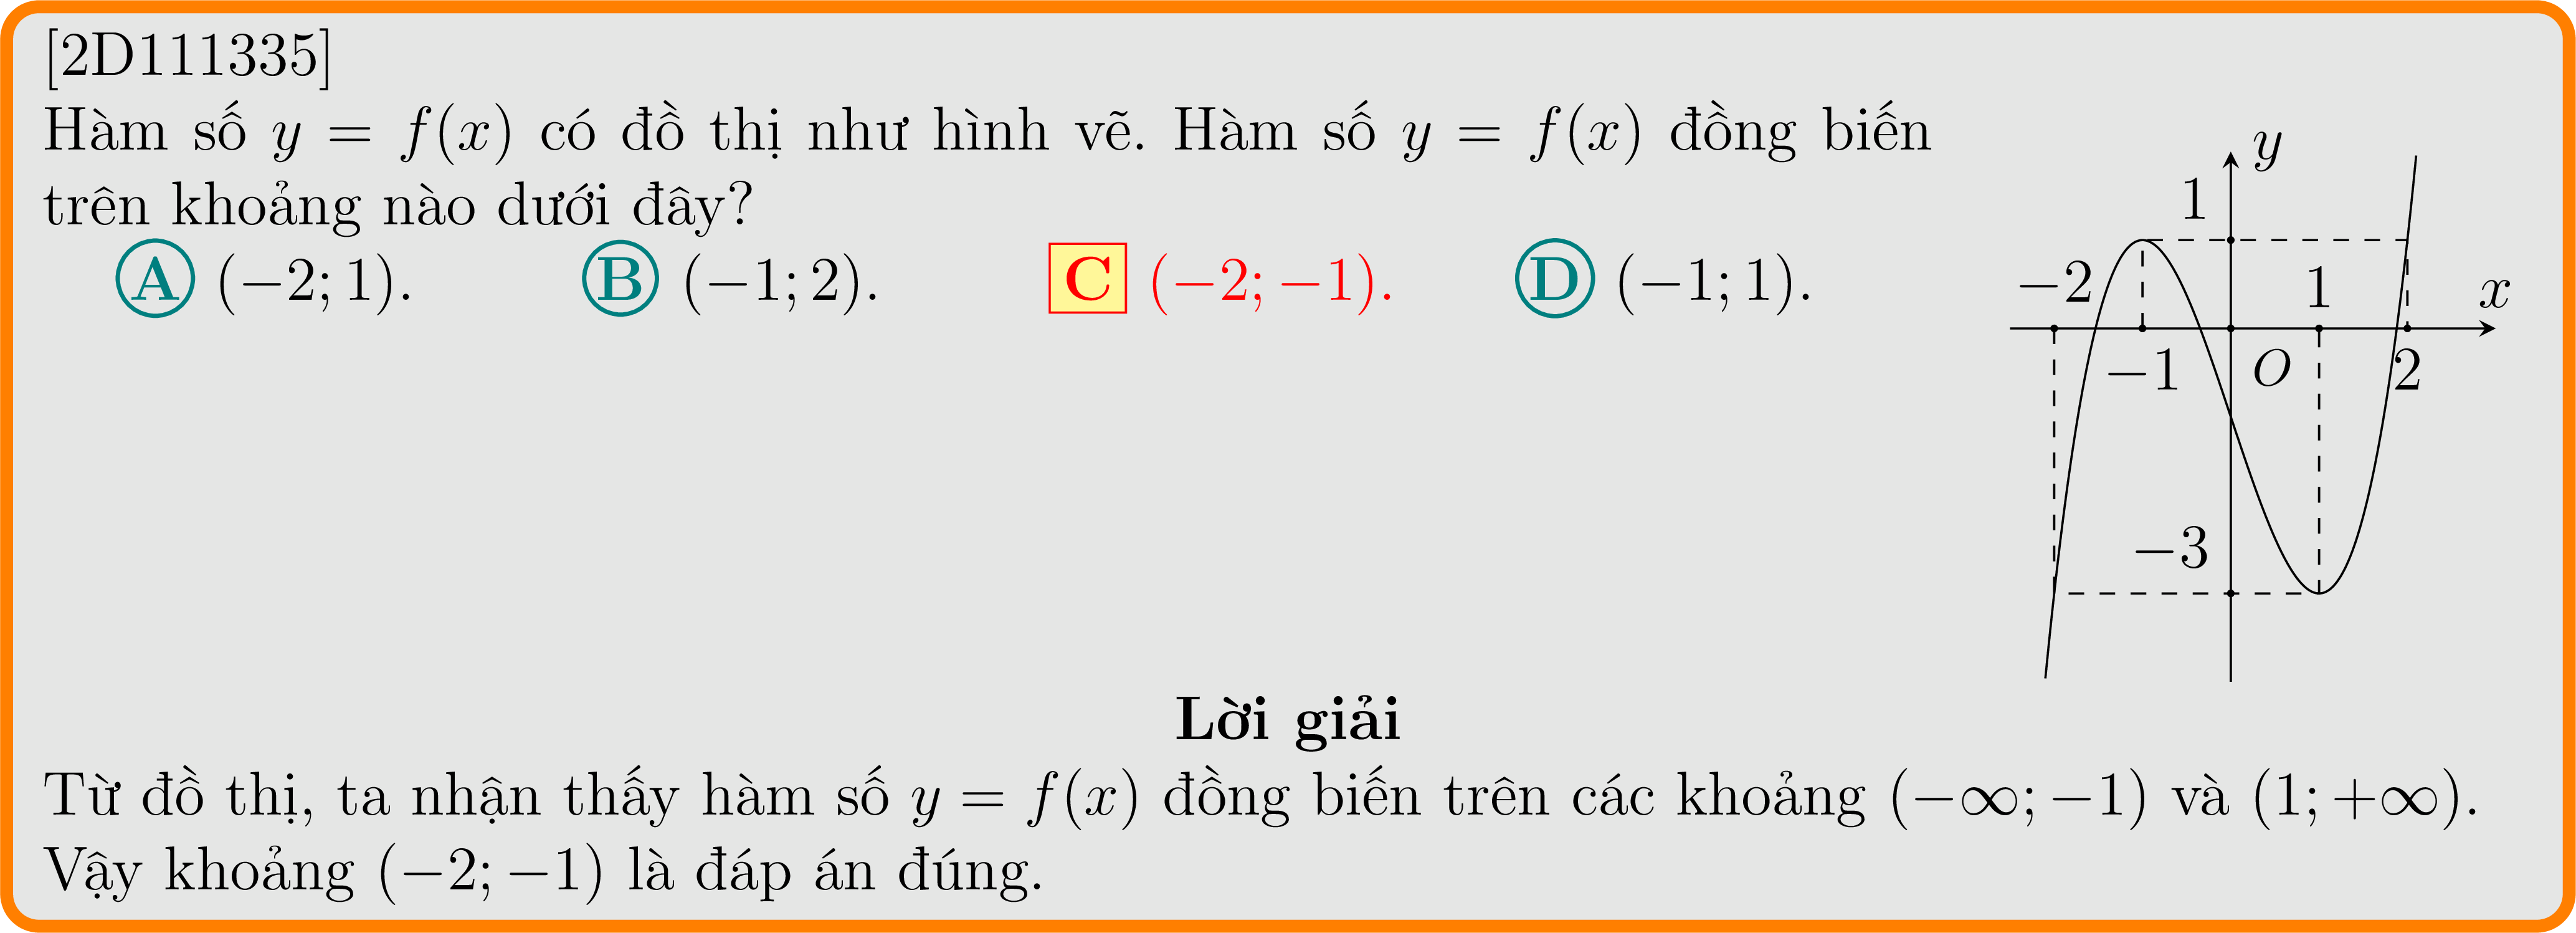 [2D111335]
Hàm số y = f(x) có đồ thị như hình vẽ. Hàm số y = f(x) đồng biến
trên khoảng nào dưới đây?
A (−2; 1). B (−1; 2). C (−2; −1). D (−1; 1).
y
1
−2 1 x
−1 O 2
−3
Lời giải
Từ đồ thị, ta nhận thấy hàm số y = f(x) đồng biến trên các khoảng (−∞; −1) và (1; +∞).
Vậy khoảng (−2; −1) là đáp án đúng.